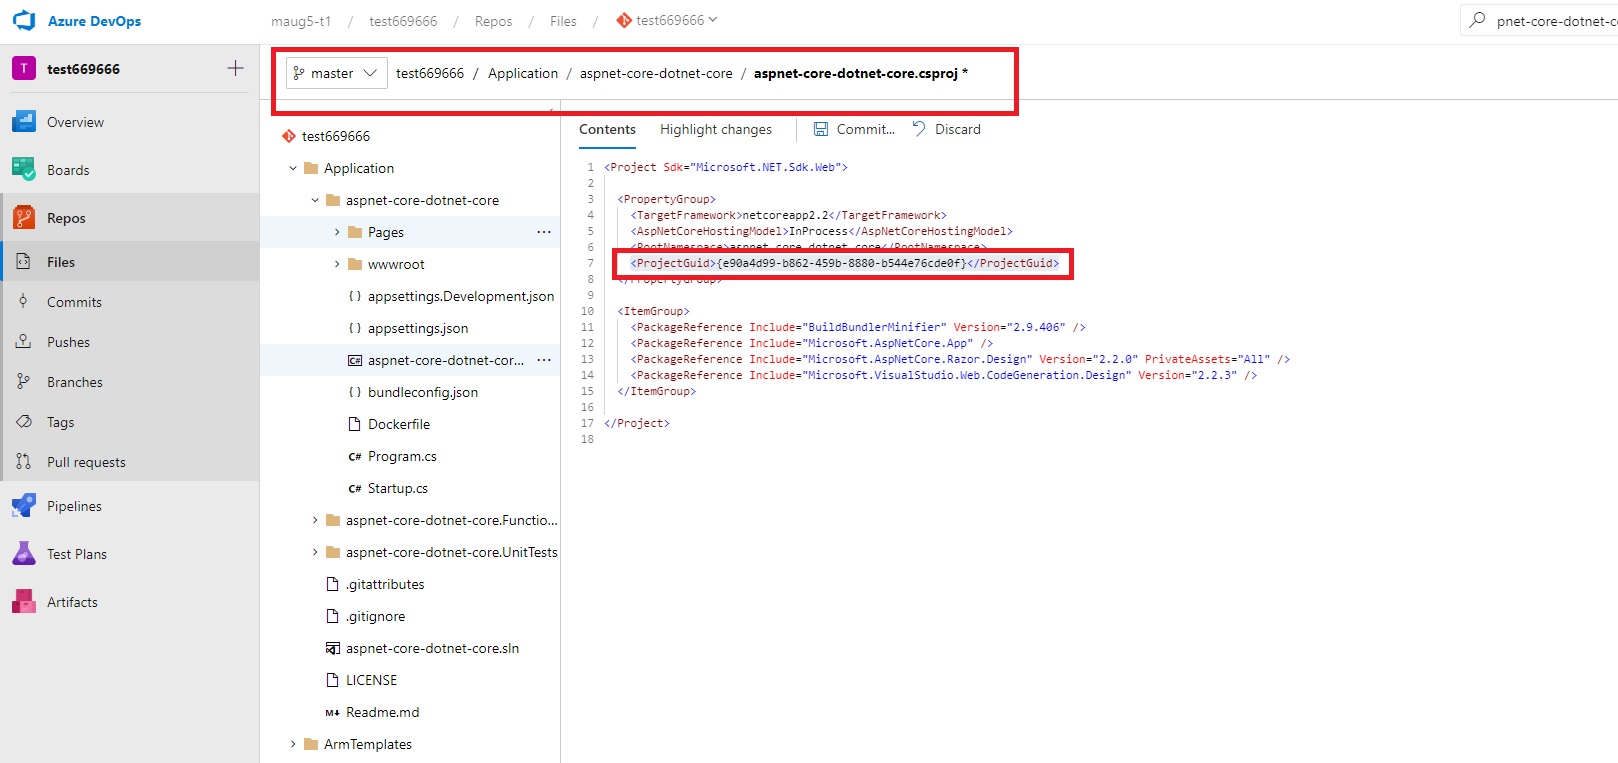 Azure DevOps
maug5-t1 / test669666 / Repos / Files / test669666
pnet-core-dotnet-c
T test669666
master test669666 / Application / aspnet-core-dotnet-core / aspnet-core-dotnet-core.csproj *
Overview
Boards
Repos
Files
Commits
Pushes
Branches
Tags
Pull requests
Pipelines
Test Plans
Artifacts
test669666
Application
aspnet-core-dotnet-core
Pages ...
wwwroot
{ } appsettings.Development.json
{ } appsettings.json
C# aspnet-core-dotnet-cor... ...
{ } bundleconfig.json
Dockerfile
C# Program.cs
C# Startup.cs
aspnet-core-dotnet-core.Functio...
aspnet-core-dotnet-core.UnitTests
.gitattributes
.gitignore
aspnet-core-dotnet-core.sln
LICENSE
M↓ Readme.md
ArmTemplates
Contents Highlight changes Commit... Discard
1 <Project Sdk="Microsoft.NET.Sdk.Web">
2
3 <PropertyGroup>
4 <TargetFramework>netcoreapp2.2</TargetFramework>
5 <AspNetCoreHostingModel>InProcess</AspNetCoreHostingModel>
6 <RootNamespace>aspnet_core_dotnet_core</RootNamespace>
7 <ProjectGuid>{e90a4d99-b862-459b-8880-b544e76cde0f}</ProjectGuid>
8 </PropertyGroup>
9
10 <ItemGroup>
11 <PackageReference Include="BuildBundlerMinifier" Version="2.9.406" />
12 <PackageReference Include="Microsoft.AspNetCore.App" />
13 <PackageReference Include="Microsoft.AspNetCore.Razor.Design" Version="2.2.0" PrivateAssets="All" />
14 <PackageReference Include="Microsoft.VisualStudio.Web.CodeGeneration.Design" Version="2.2.3" />
15 </ItemGroup>
16
17 </Project>
18